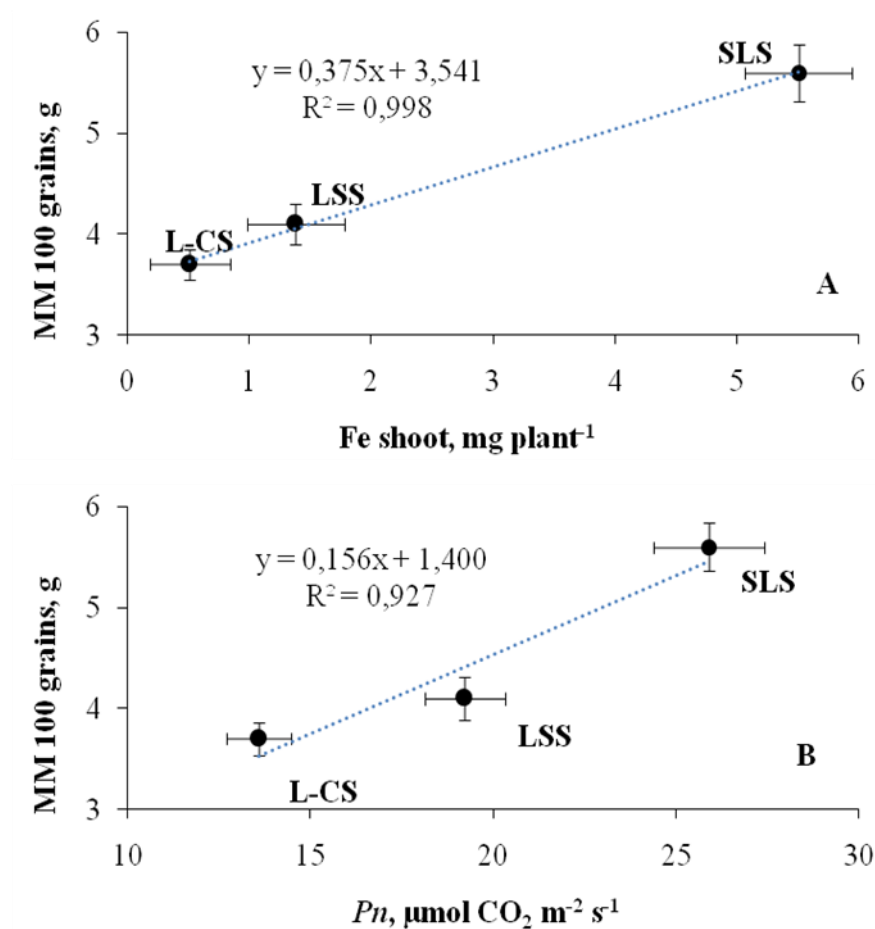 MM 100 grains, g
6
5
4
3
y = 0,375x + 3,541
R² = 0,998
SLS
LSS
L-CS
A
0 1 2 3 4 5 6
Fe shoot, mg plant⁻¹
MM 100 grains, g
6
5
4
3
y = 0,156x + 1,400
R² = 0,927
SLS
LSS
L-CS
B
10 15 20 25 30
Pn, µmol CO₂ m⁻² s⁻¹